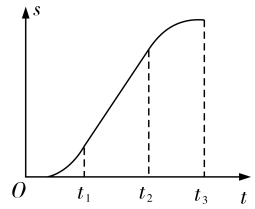 s
O t₁ t₂ t₃ t